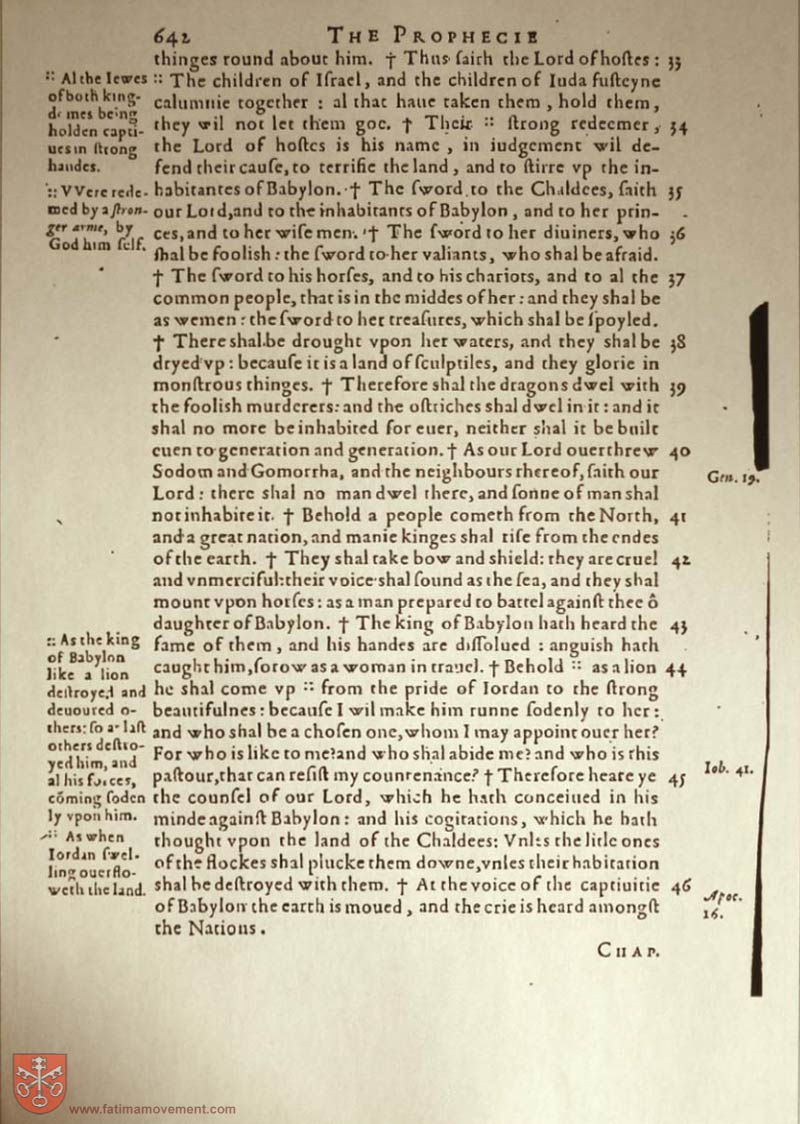 642 THE PROPHECIE
thinges round about him. † Thus ſaith the Lord of hoſtes: 33
:: The children of Iſrael, and the children of Iuda ſuſteyne
calumnie together : al that haue taken them, hold them,
they wil not let them goe. † Their :: ſtrong redeemer, 34
the Lord of hoſtes is his name, in iudgement wil de-
fend their cauſe, to terrifie the land, and to ſtirre vp the in-
habitantes of Babylon. † The ſword to the Chaldees, ſaith 35
our Lord, and to the inhabitants of Babylon, and to her prin-
ces, and to her wiſe men. † The ſword to her diuiners, who 36
ſhal be fooliſh : the ſword to her valiants, who shal be afraid.
† The ſword to his horſes, and to his chariots, and to al the 37
common people, that is in the middes of her : and they shal be
as wemen : the ſword to her treaſures, which shal be ſpoyled.
† There shal be drought vpon her waters, and they shal be 38
dryed vp : becauſe it is a land of ſculptiles, and they glorie in
monſtrous thinges. † Therefore shal the dragons dwel with 39
the foolish murderers: and the oſtriches shal dwel in it : and it
shal no more be inhabited for euer, neither shal it be built
euen to generation and generation. † As our Lord ouerthrew 40
Sodom and Gomorrha, and the neighbours thereof, ſaith our
Lord : there shal no man dwel there, and ſonne of man shal
not inhabite it. † Behold a people cometh from the North, 41
and a great nation, and manie kinges shal riſe from the endes
of the earth. † They shal take bow and shield: they are cruel 42
and vnmerciful: their voice shal ſound as the ſea, and they shal
mount vpon horſes : as a man prepared to battel againſt thee ô
daughter of Babylon. † The king of Babylon hath heard the 43
fame of them, and his handes are diſſolued : anguish hath
caught him, ſorow as a woman in trauel. † Behold :: as a lion 44
he shal come vp :: from the pride of Iordan to the ſtrong
beautifulnes : becauſe I wil make him runne ſodenly to her :
and who shal be a choſen one, whom I may appoint ouer her?
For who is like to me? and who shal abide me? and who is this
paſtour, that can reſiſt my countenance? † Therefore heare ye 45
the counſel of our Lord, which he hath conceiued in his
minde againſt Babylon : and his cogitations, which he hath
thought vpon the land of the Chaldees: Vnles the litle ones
of the flockes shal plucke them downe, vnles their habitation
shal be deſtroyed with them. † At the voice of the captiuitie 46
of Babylon the earth is moued, and the crie is heard amongſt
the Nations.
CHAP.
:: Al the Iewes
of both king-
domes being
holden capti-
ues in ſtrong
handes.
:: VVere rede-
med by a ſtron-
ger arme, by
God him ſelf.
:: As the king
of Babylon
like a lion
deſtroyed and
deuoured o-
thers: ſo at laſt
others deſtro-
yed him, and
al his forces,
cōming ſoden
ly vpon him.
:: As when
Iordan ſwel-
ling ouerflo-
weth the land.
Gen. 19.
Iob. 41.
Apoc.
16.
www.fatimamovement.com